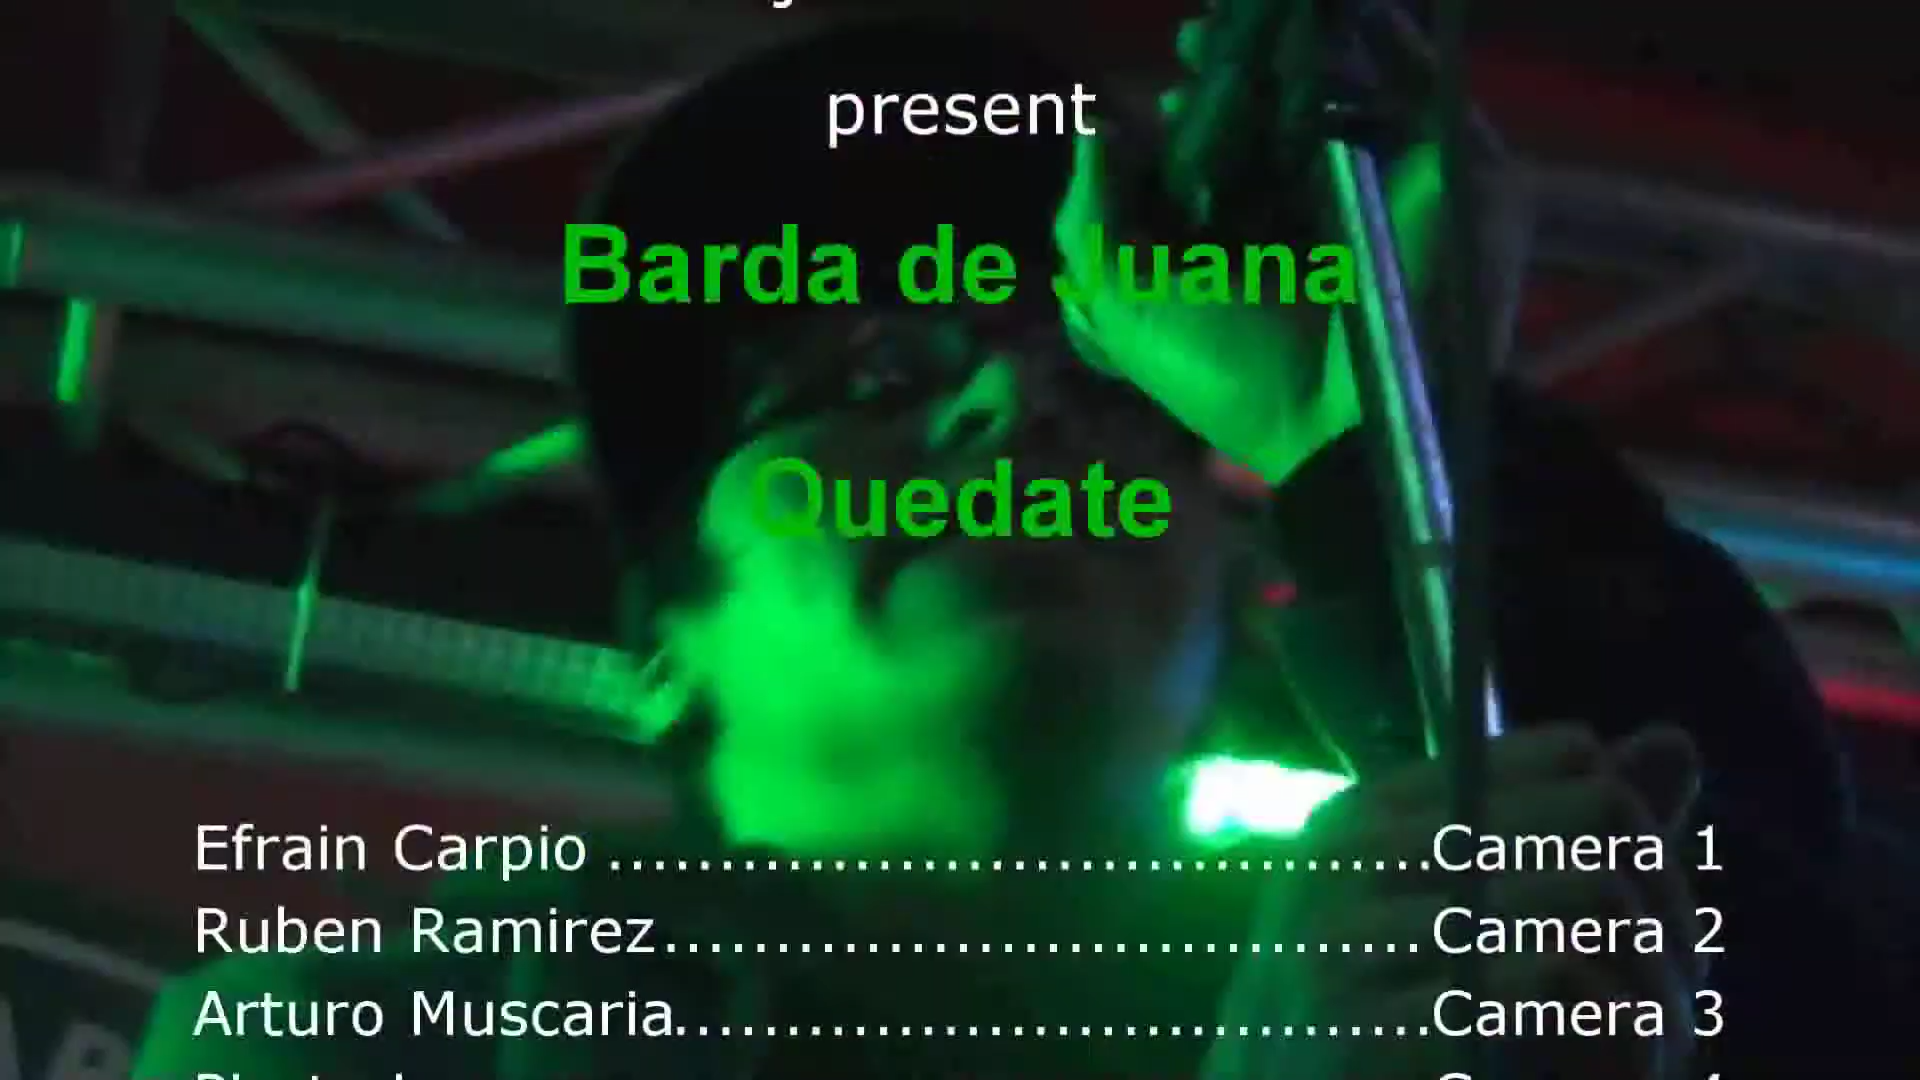 present
Barda de Juana
Quedate
Efrain Carpio ....................................Camera 1
Ruben Ramirez..................................Camera 2
Arturo Muscaria..................................Camera 3